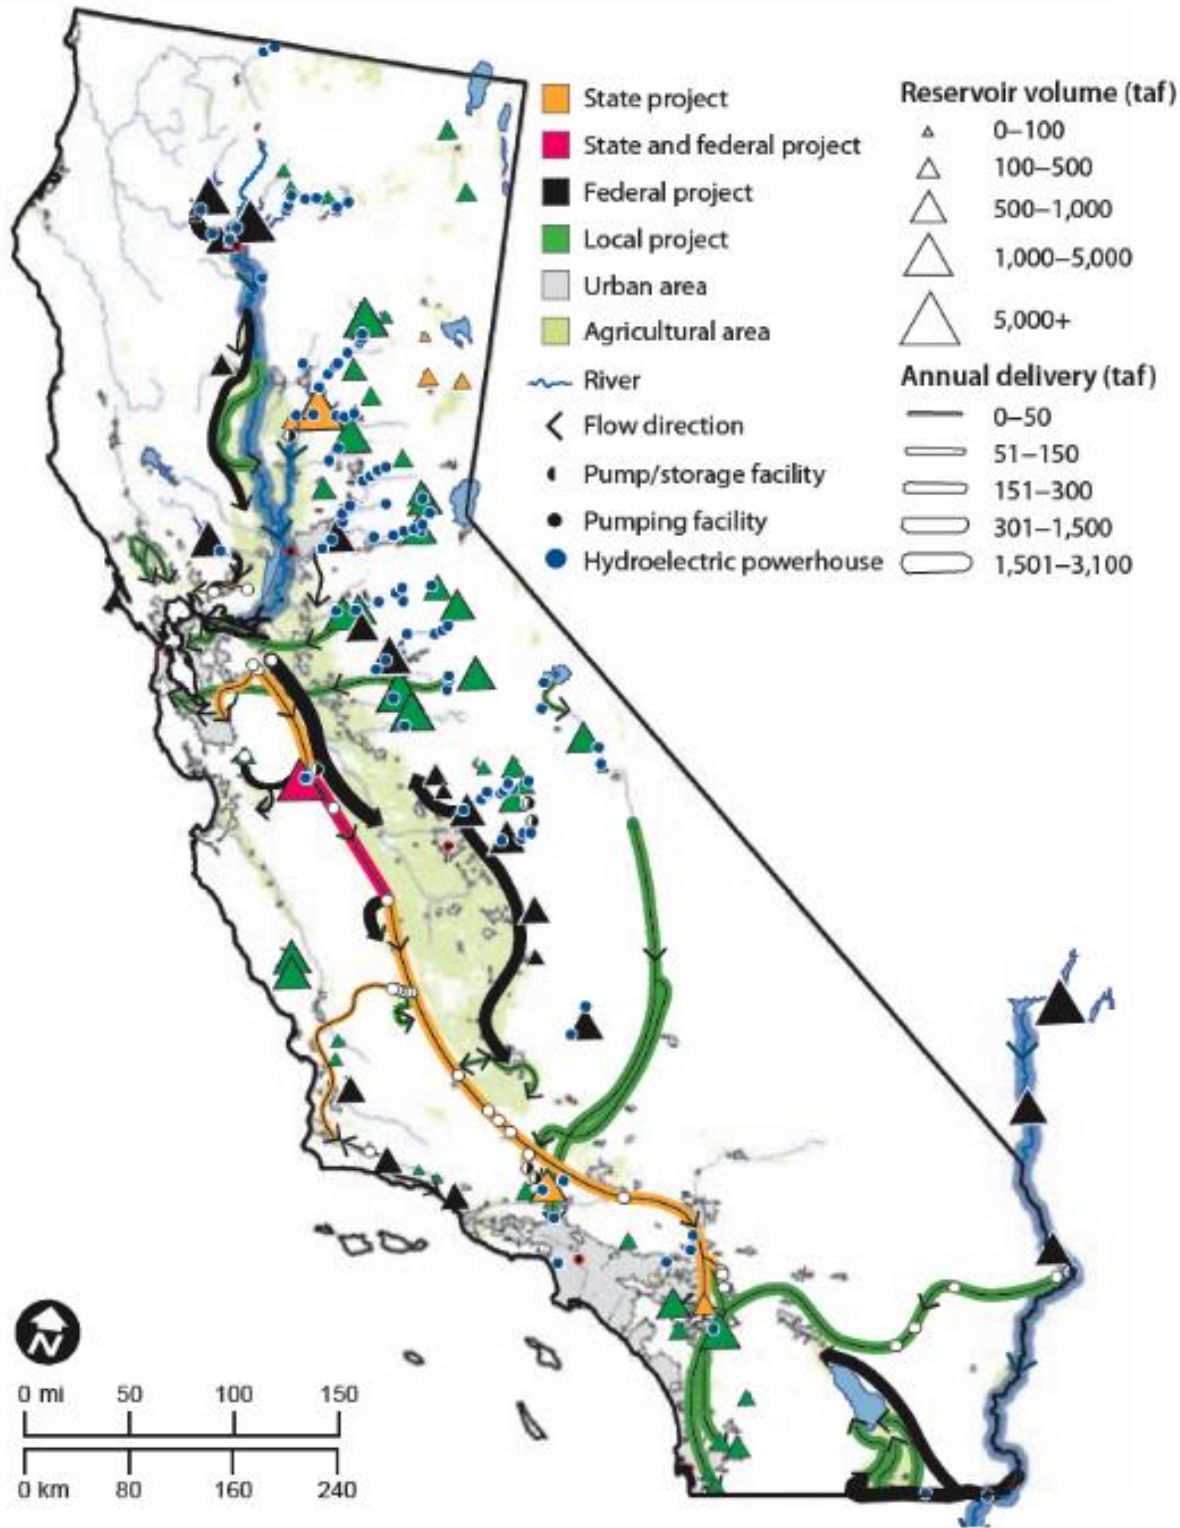 State project
State and federal project
Federal project
Local project
Urban area
Agricultural area
River
Flow direction
Pump/storage facility
Pumping facility
Hydroelectric powerhouse
Reservoir volume (taf)
0–100
100–500
500–1,000
1,000–5,000
5,000+
Annual delivery (taf)
0–50
51–150
151–300
301–1,500
1,501–3,100
N
0 mi 50 100 150
0 km 80 160 240